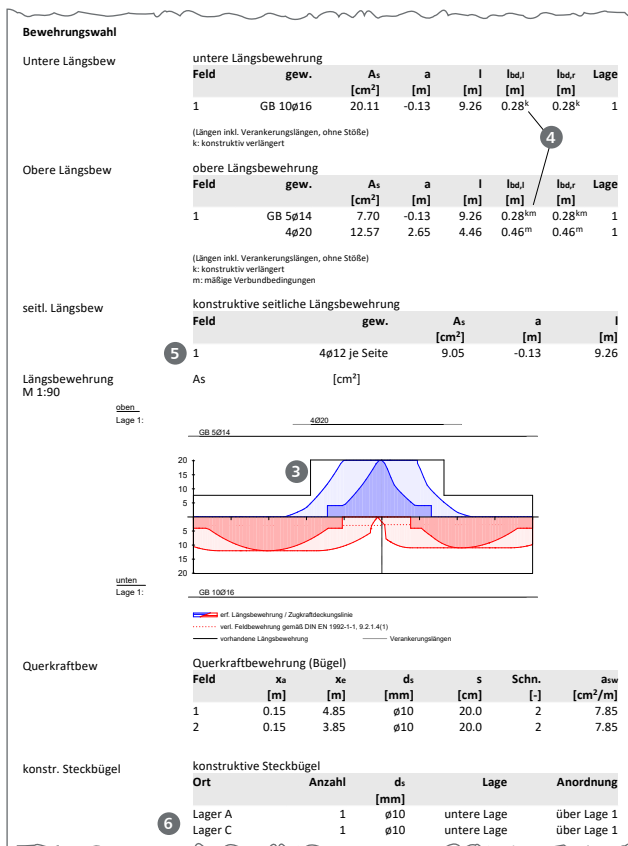 Bewehrungswahl
Untere Längsbew
untere Längsbewehrung
Feld gew. As a l lbd,l lbd,r Lage
[cm²] [m] [m] [m] [m]
1 GB 10ø16 20.11 -0.13 9.26 0.28k 0.28k 1
(Längen inkl. Verankerungslängen, ohne Stöße)
k: konstruktiv verlängert
4
Obere Längsbew
obere Längsbewehrung
Feld gew. As a l lbd,l lbd,r Lage
[cm²] [m] [m] [m] [m]
1 GB 5ø14 7.70 -0.13 9.26 0.28km 0.28km 1
4ø20 12.57 2.65 4.46 0.46m 0.46m 1
(Längen inkl. Verankerungslängen, ohne Stöße)
k: konstruktiv verlängert
m: mäßige Verbundbedingungen
seitl. Längsbew
konstruktive seitliche Längsbewehrung
Feld gew. As a l
[cm²] [m] [m]
5 1 4ø12 je Seite 9.05 -0.13 9.26
Längsbewehrung As [cm²]
M 1:90
oben
Lage 1: 4Ø20
GB 5Ø14
20
15
10
5
5
10
15
20
3
unten
Lage 1: GB 10Ø16
erf. Längsbewehrung / Zugkraftdeckungslinie
verl. Feldbewehrung gemäß DIN EN 1992-1-1, 9.2.1.4(1)
vorhandene Längsbewehrung Verankerungslängen
Querkraftbew
Querkraftbewehrung (Bügel)
Feld xa xe ds s Schn. asw
[m] [m] [mm] [cm] [-] [cm²/m]
1 0.15 4.85 ø10 20.0 2 7.85
2 0.15 3.85 ø10 20.0 2 7.85
konstr. Steckbügel
konstruktive Steckbügel
Ort Anzahl ds Lage Anordnung
[mm]
Lager A 1 ø10 untere Lage über Lage 1
6 Lager C 1 ø10 untere Lage über Lage 1